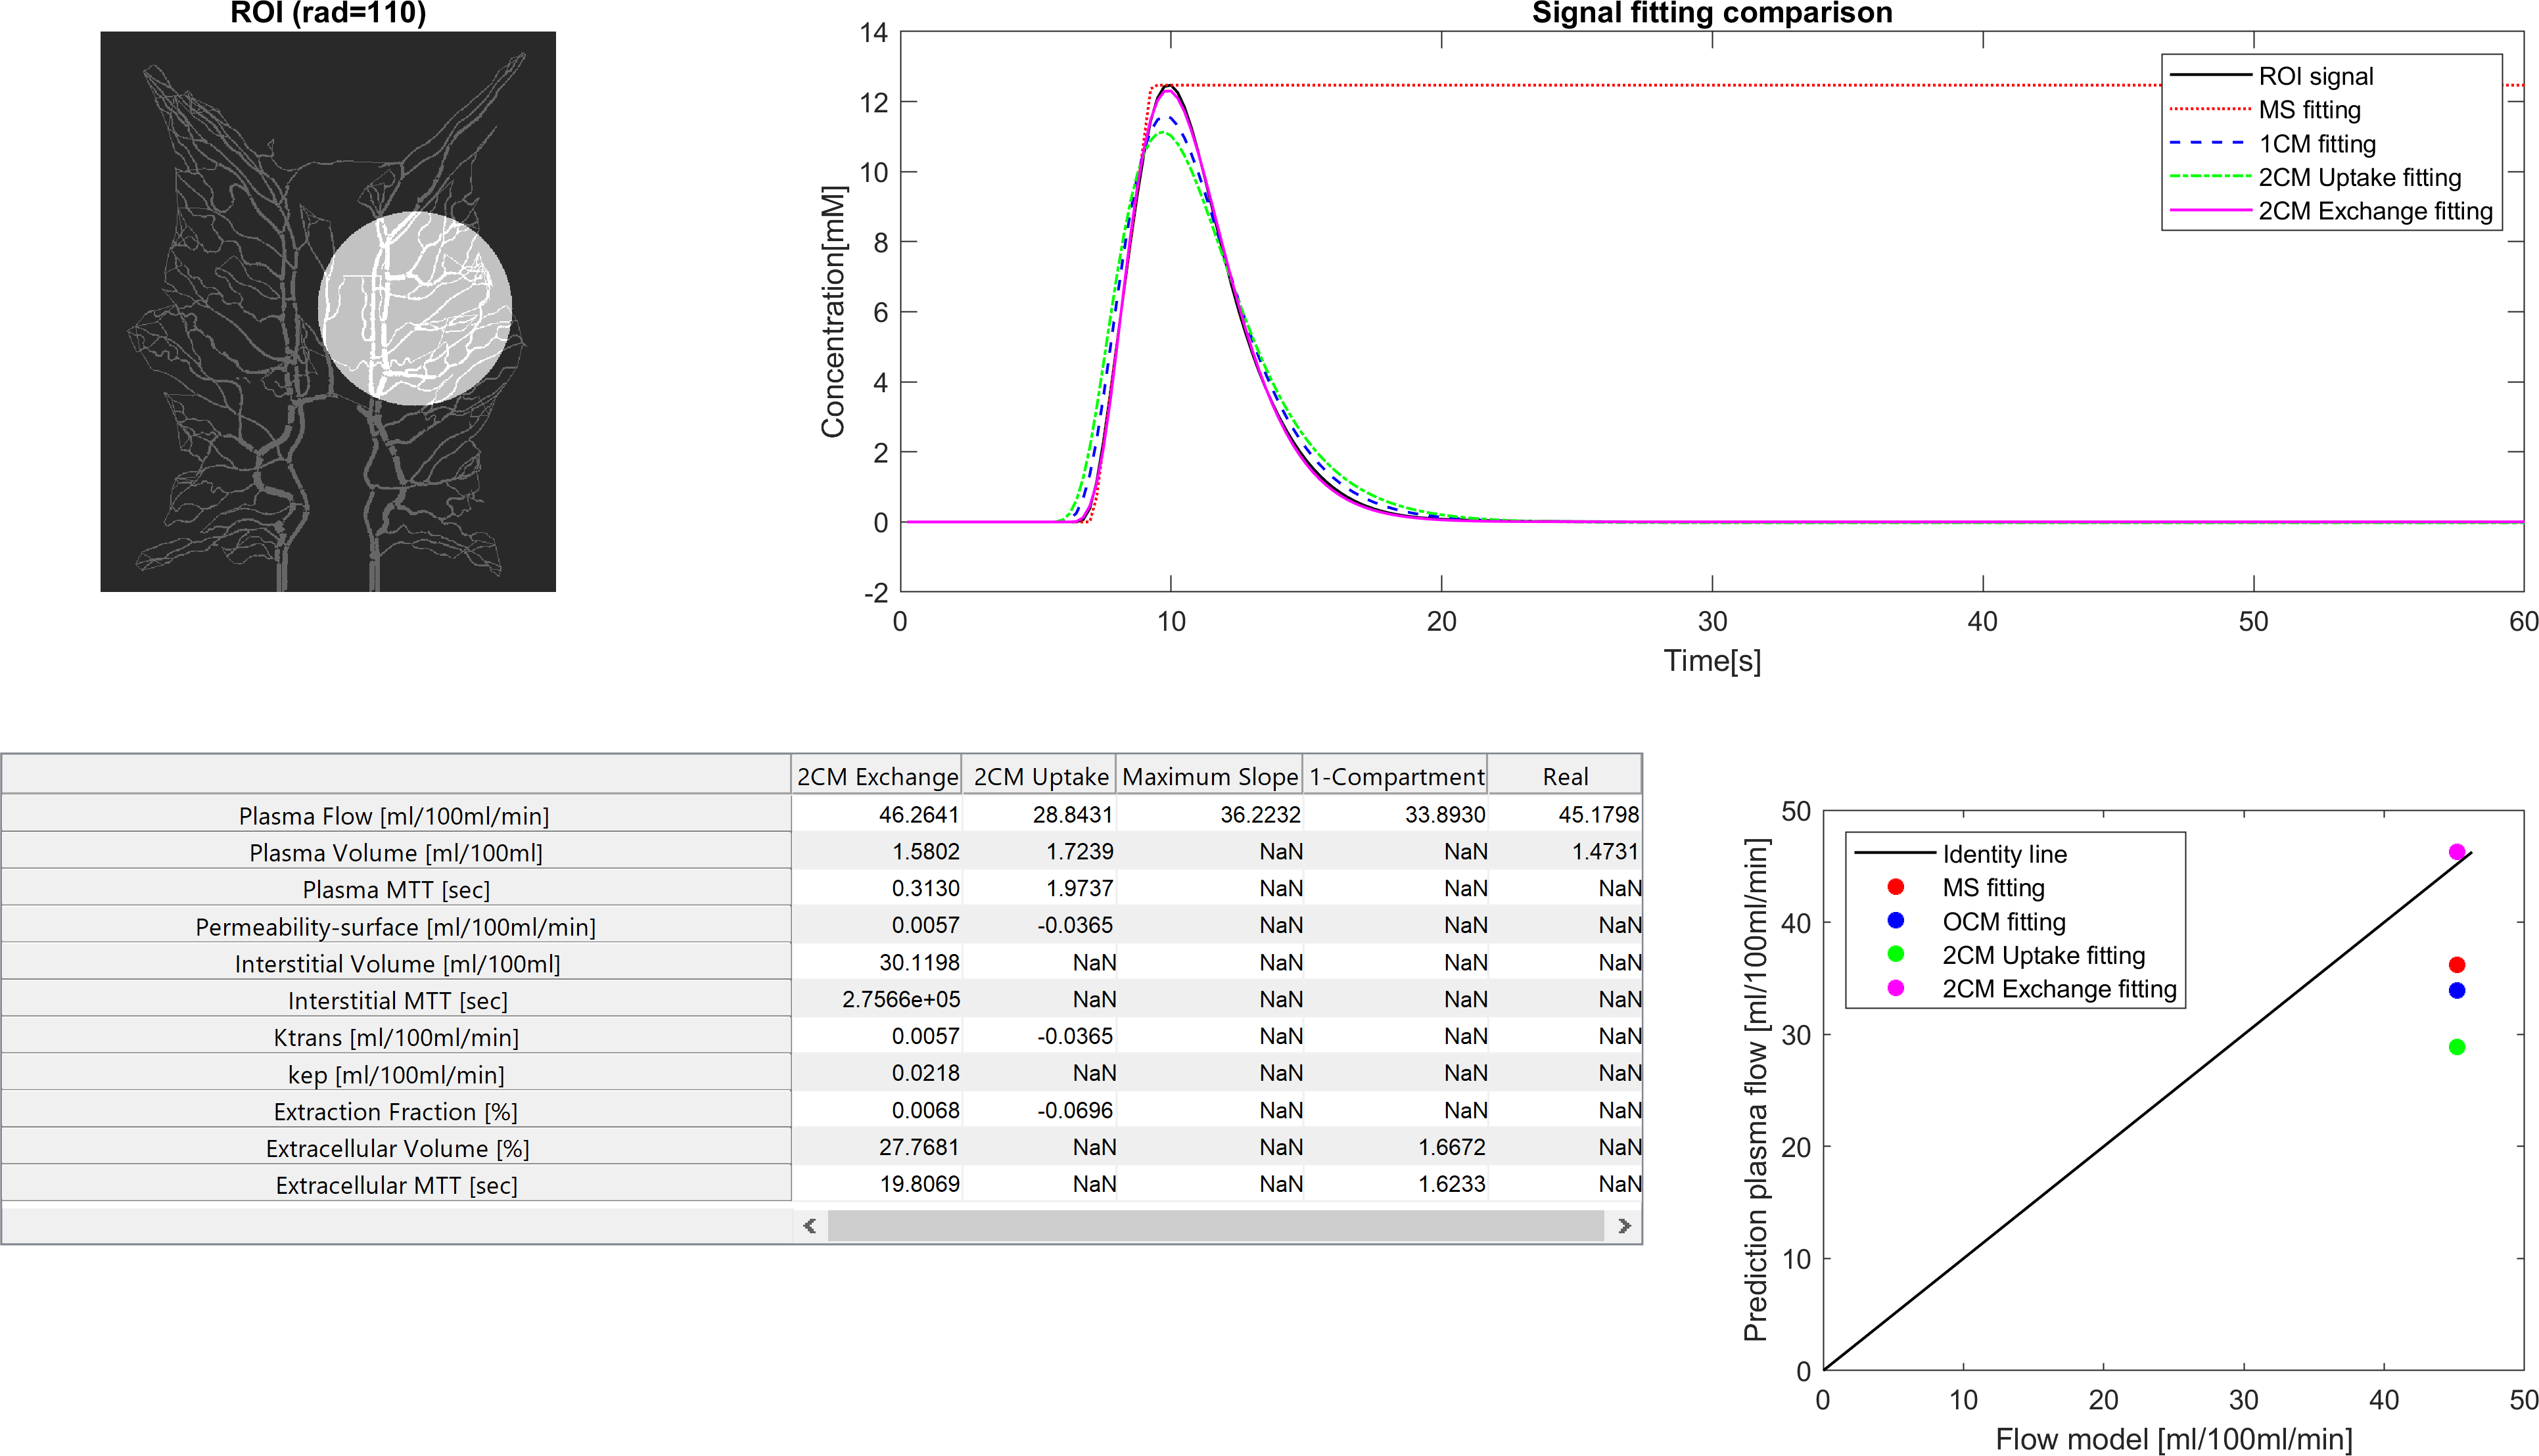 ROI (rad=110)
Signal fitting comparison
14
12
10
8
6
4
2
0
-2
0 10 20 30 40 50 60
Concentration[mM]
Time[s]
ROI signal
MS fitting
1CM fitting
2CM Uptake fitting
2CM Exchange fitting
2CM Exchange 2CM Uptake Maximum Slope 1-Compartment Real
Plasma Flow [ml/100ml/min] 46.2641 28.8431 36.2232 33.8930 45.1798
Plasma Volume [ml/100ml] 1.5802 1.7239 NaN NaN 1.4731
Plasma MTT [sec] 0.3130 1.9737 NaN NaN NaN
Permeability-surface [ml/100ml/min] 0.0057 -0.0365 NaN NaN NaN
Interstitial Volume [ml/100ml] 30.1198 NaN NaN NaN NaN
Interstitial MTT [sec] 2.7566e+05 NaN NaN NaN NaN
Ktrans [ml/100ml/min] 0.0057 -0.0365 NaN NaN NaN
kep [ml/100ml/min] 0.0218 NaN NaN NaN NaN
Extraction Fraction [%] 0.0068 -0.0696 NaN NaN NaN
Extracellular Volume [%] 27.7681 NaN NaN 1.6672 NaN
Extracellular MTT [sec] 19.8069 NaN NaN 1.6233 NaN
50
40
30
20
10
0
0 10 20 30 40 50
Prediction plasma flow [ml/100ml/min]
Flow model [ml/100ml/min]
Identity line
MS fitting
OCM fitting
2CM Uptake fitting
2CM Exchange fitting